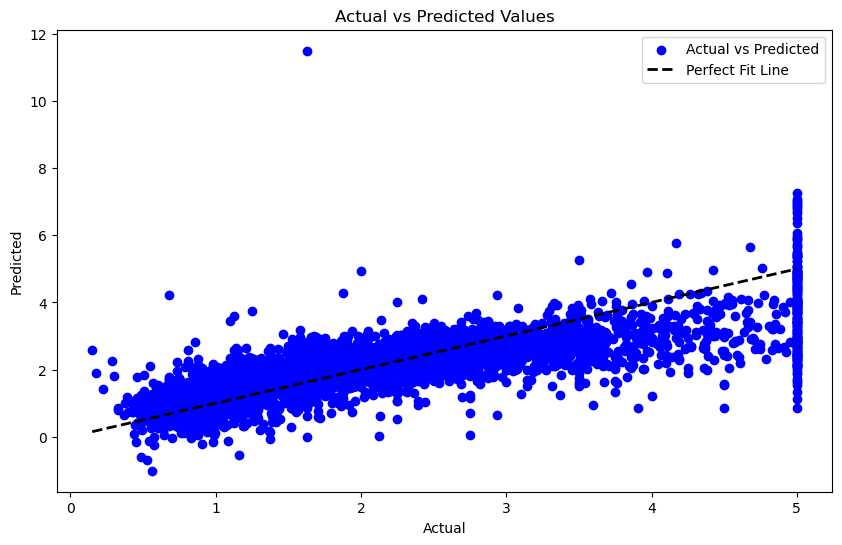 Actual vs Predicted Values
12
10
8
6
4
2
0
Predicted
Actual vs Predicted
Perfect Fit Line
0 1 2 3 4 5
Actual